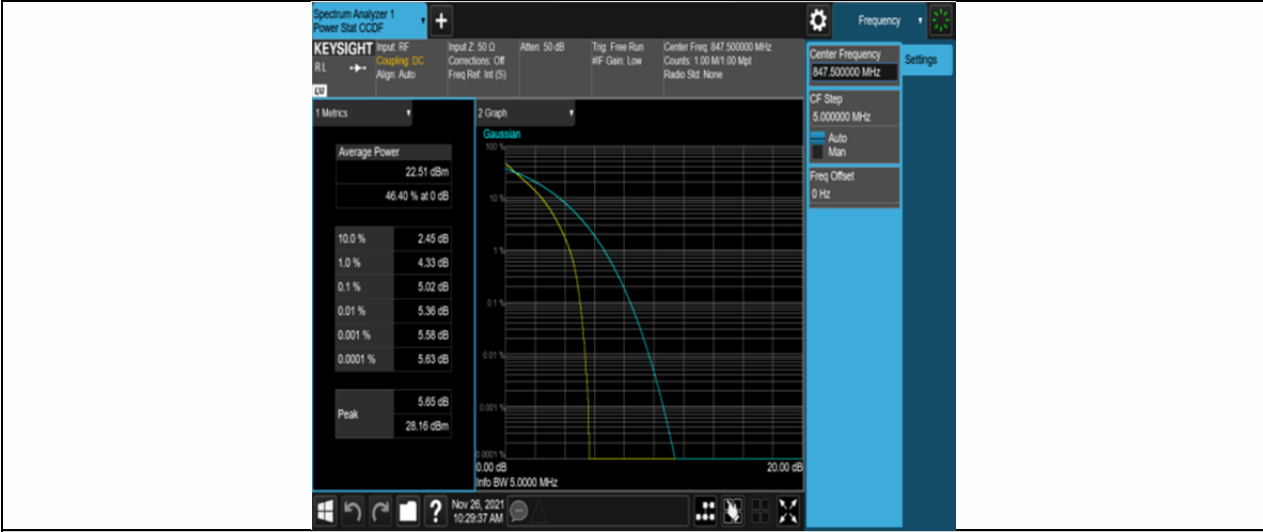 Spectrum Analyzer 1
Power Stat CCDF
+
Frequency
KEYSIGHT
Input: RF
Coupling: DC
Align: Auto
Input Z: 50 Ω
Corrections: Off
Freq Ref: Int (S)
Atten: 50 dB
Trig: Free Run
#IF Gain: Low
Center Freq: 847.500000 MHz
Counts: 1.00 M/1.00 Mpt
Radio Std: None
RL
Center Frequency
847.500000 MHz
Settings
CF Step
5.000000 MHz
Auto
Man
Freq Offset
0 Hz
1 Metrics
Average Power
22.51 dBm
46.40 % at 0 dB
10.0 % 2.45 dB
1.0 % 4.33 dB
0.1 % 5.02 dB
0.01 % 5.36 dB
0.001 % 5.58 dB
0.0001 % 5.63 dB
Peak
5.65 dB
28.16 dBm
2 Graph
Gaussian
100 %
10 %
1 %
0.1 %
0.01 %
0.001 %
0.0001 %
0.00 dB
20.00 dB
Info BW 5.0000 MHz
?
Nov 26, 2021
10:29:37 AM